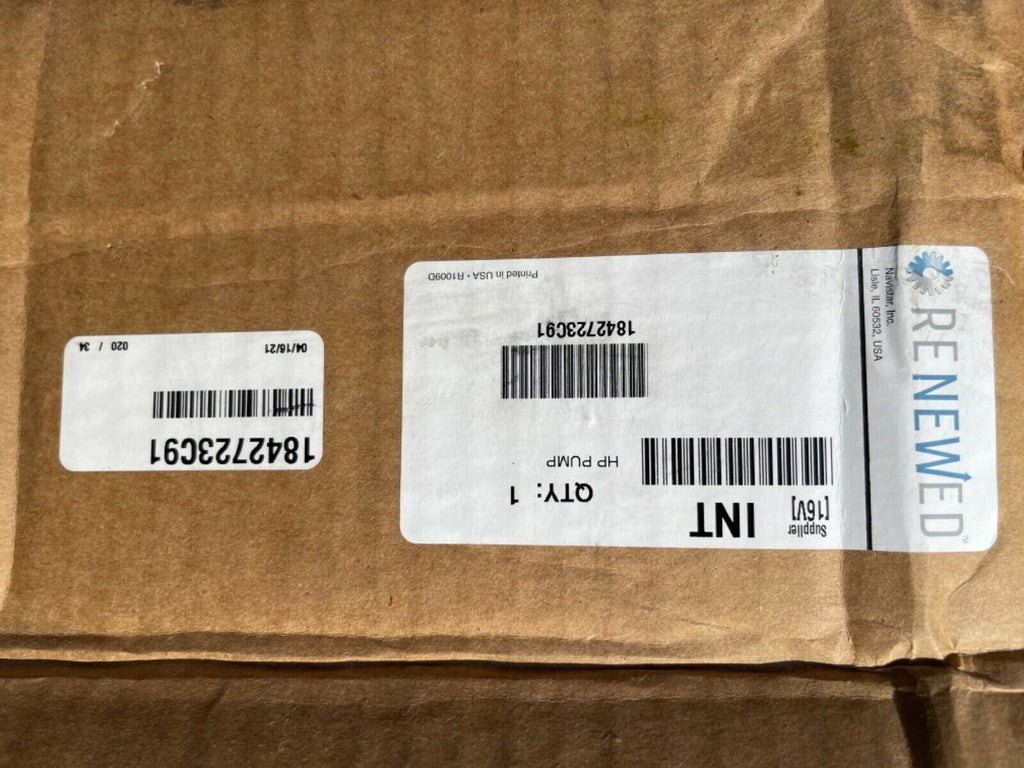 Supplier
[16V]
INT
QTY: 1
HP PUMP
1842723C91
Printed in USA • R1009D
RENEWED
Navistar, Inc.
Lisle, IL 60532, USA
1842723C91
04/16/21
020 / 34